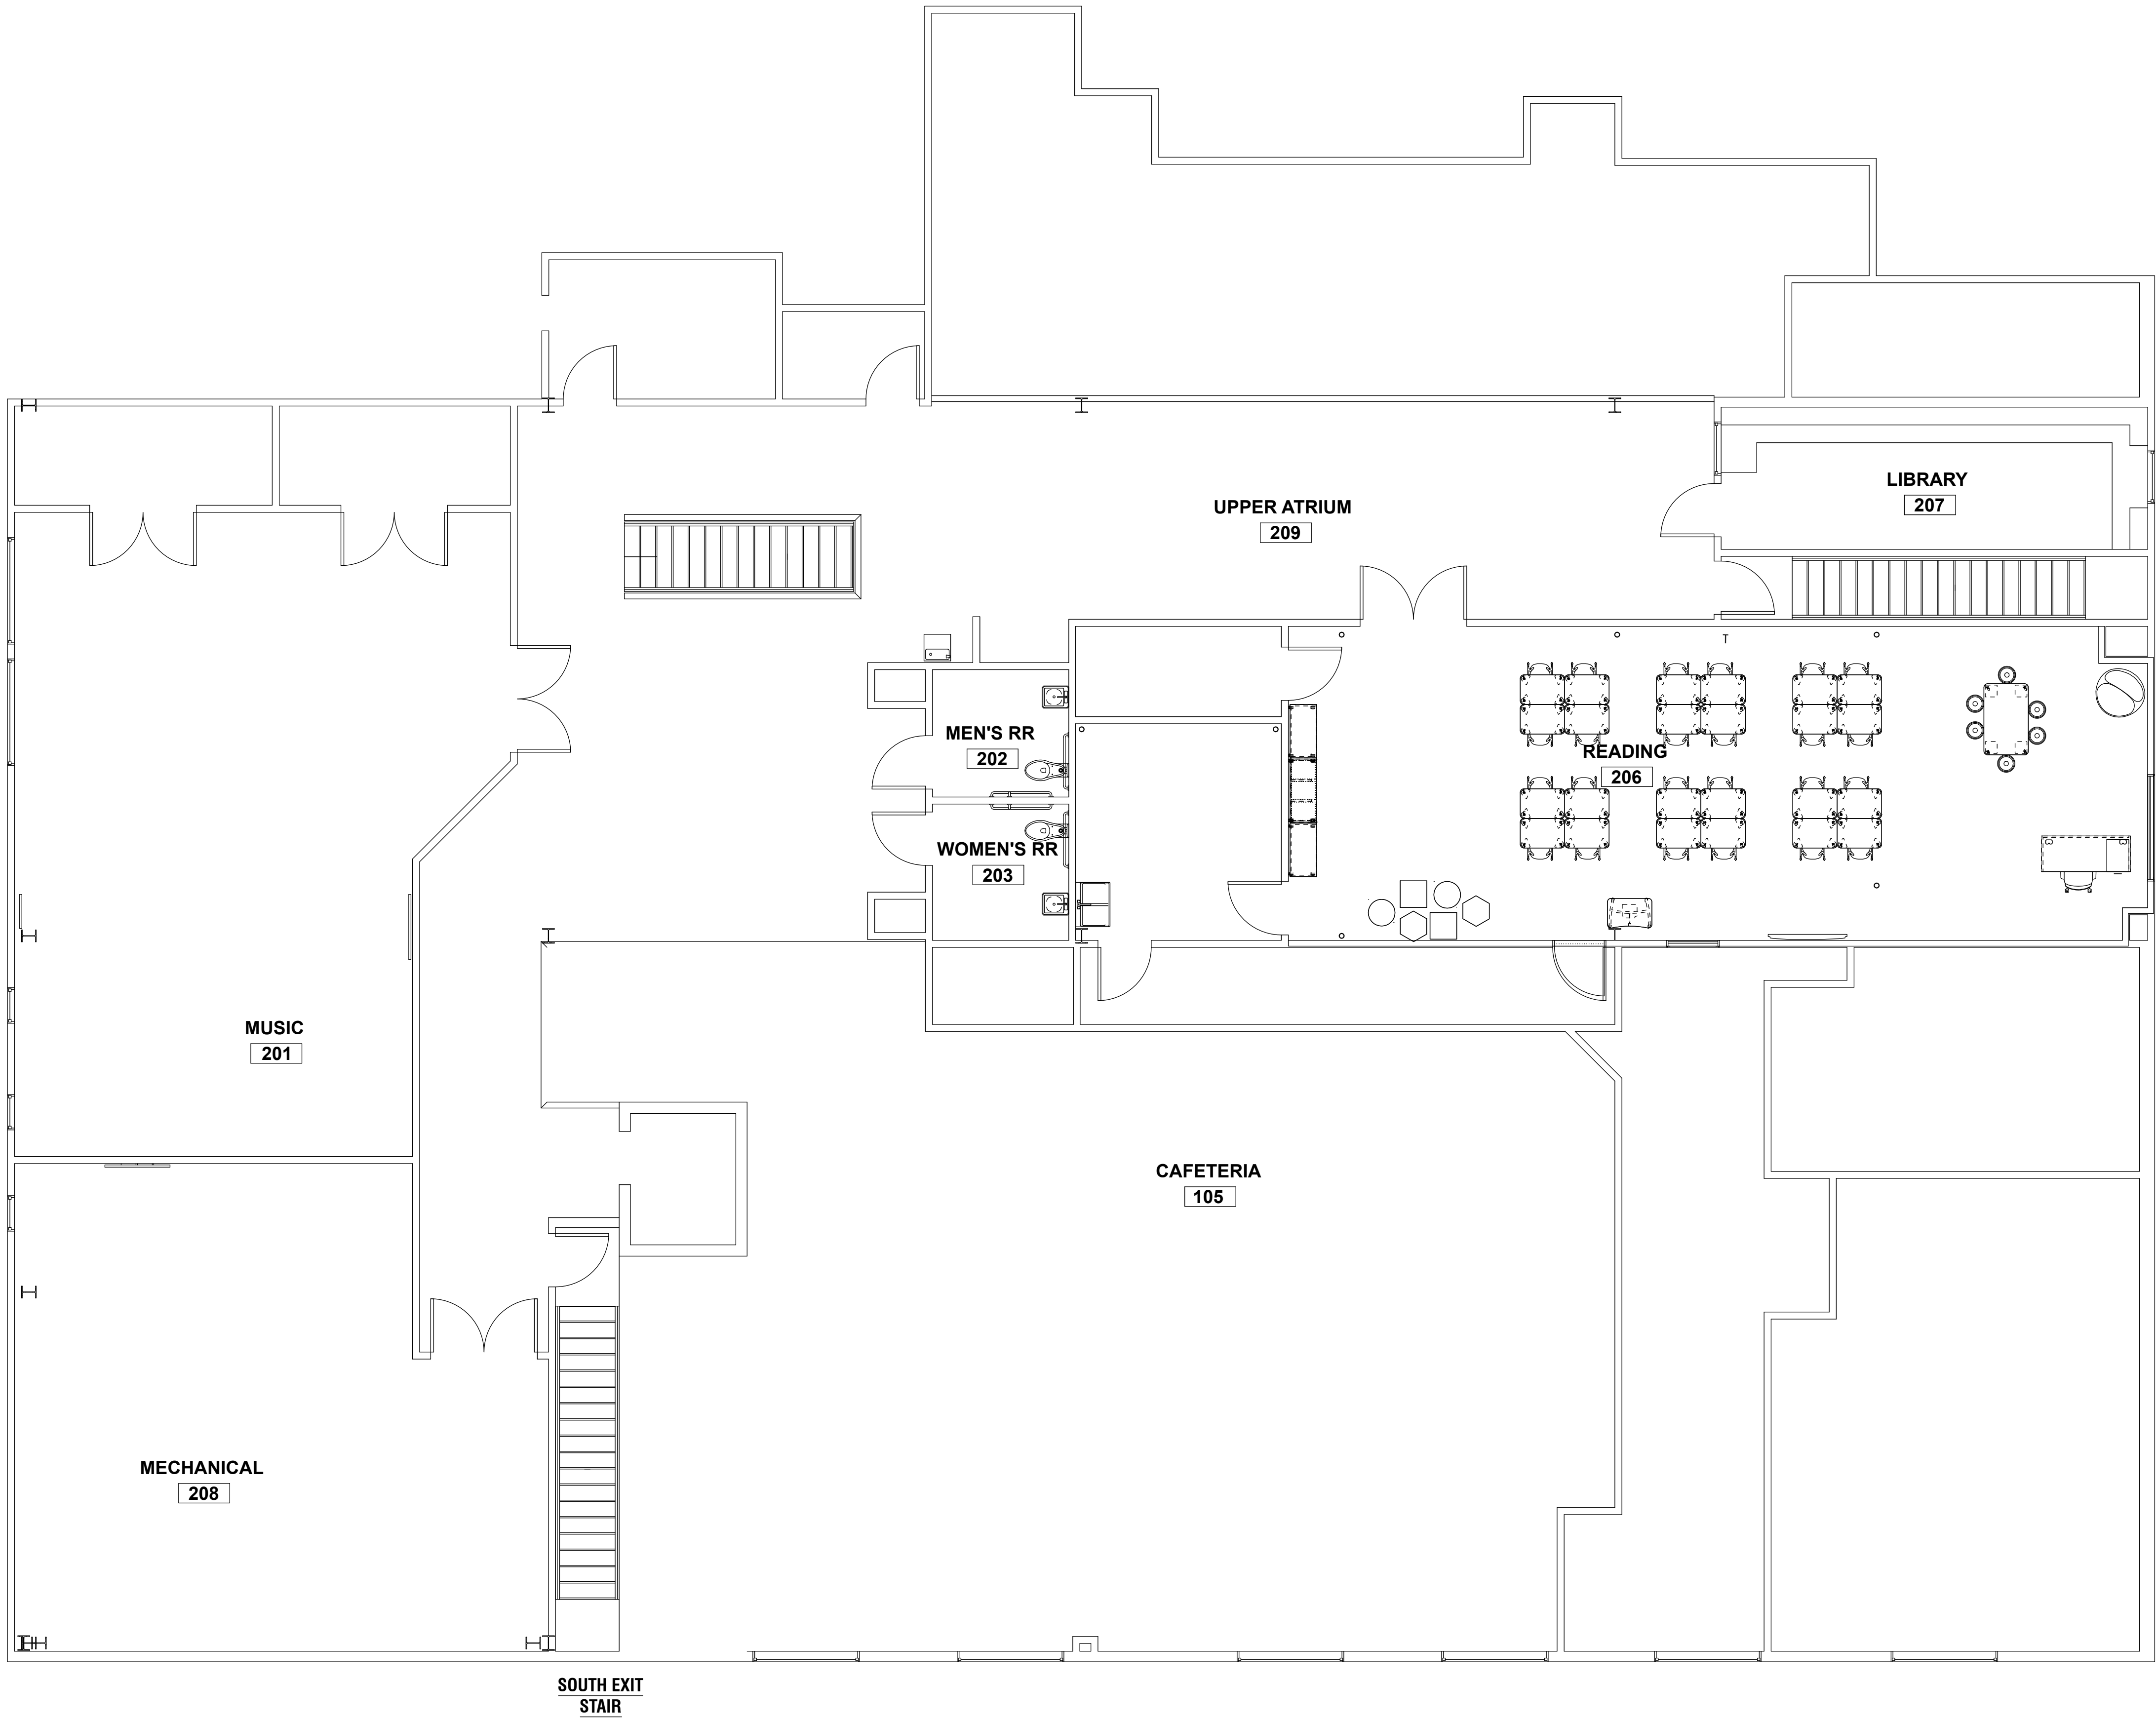 LIBRARY
207
UPPER ATRIUM
209
MEN'S RR
202
READING
206
WOMEN'S RR
203
MUSIC
201
CAFETERIA
105
MECHANICAL
208
SOUTH EXIT
STAIR